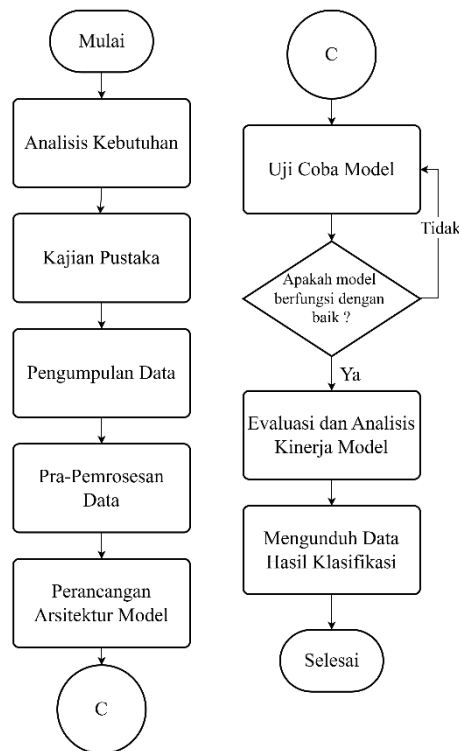 Mulai
Analisis Kebutuhan
Kajian Pustaka
Pengumpulan Data
Pra-Pemrosesan
Data
Perancangan
Arsitektur Model
C
C
Uji Coba Model
Tidak
Apakah model
berfungsi dengan
baik ?
Ya
Evaluasi dan Analisis
Kinerja Model
Mengunduh Data
Hasil Klasifikasi
Selesai